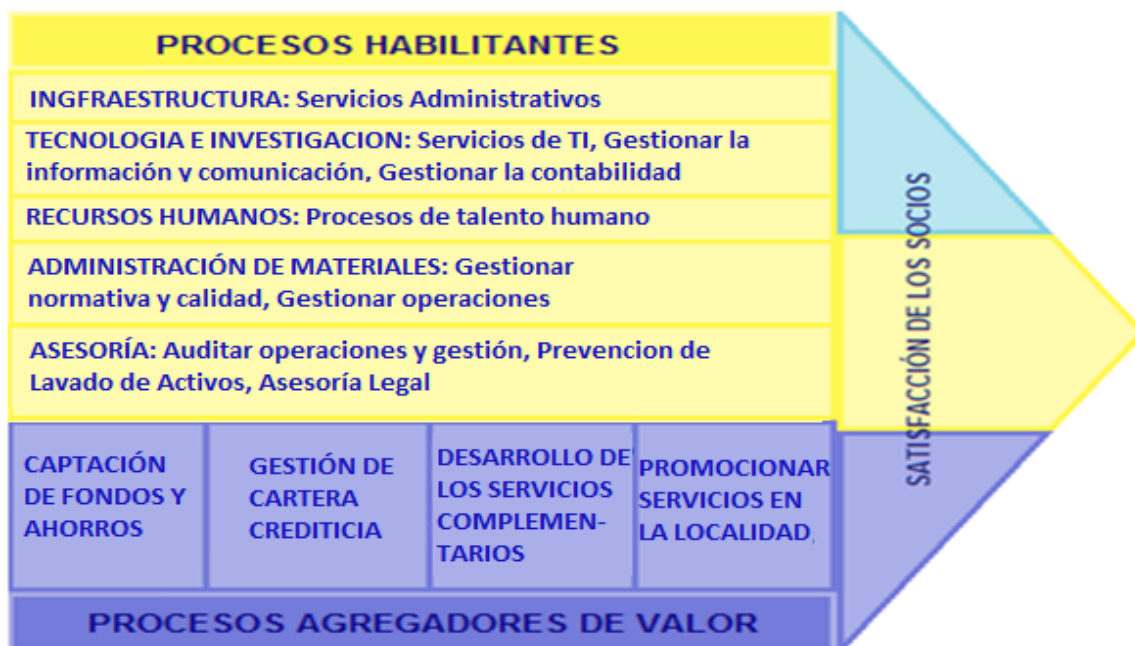 PROCESOS HABILITANTES
INGFRAESTRUCTURA: Servicios Administrativos
TECNOLOGIA E INVESTIGACION: Servicios de TI, Gestionar la
información y comunicación, Gestionar la contabilidad
RECURSOS HUMANOS: Procesos de talento humano
ADMINISTRACIÓN DE MATERIALES: Gestionar
normativa y calidad, Gestionar operaciones
ASESORÍA: Auditar operaciones y gestión, Prevencion de
Lavado de Activos, Asesoría Legal
CAPTACIÓN
DE FONDOS Y
AHORROS
GESTIÓN DE
CARTERA
CREDITICIA
DESARROLLO DE
LOS SERVICIOS
COMPLEMEN-
TARIOS
PROMOCIONAR
SERVICIOS EN
LA LOCALIDAD,
PROCESOS AGREGADORES DE VALOR
SATISFACCIÓN DE LOS SOCIOS